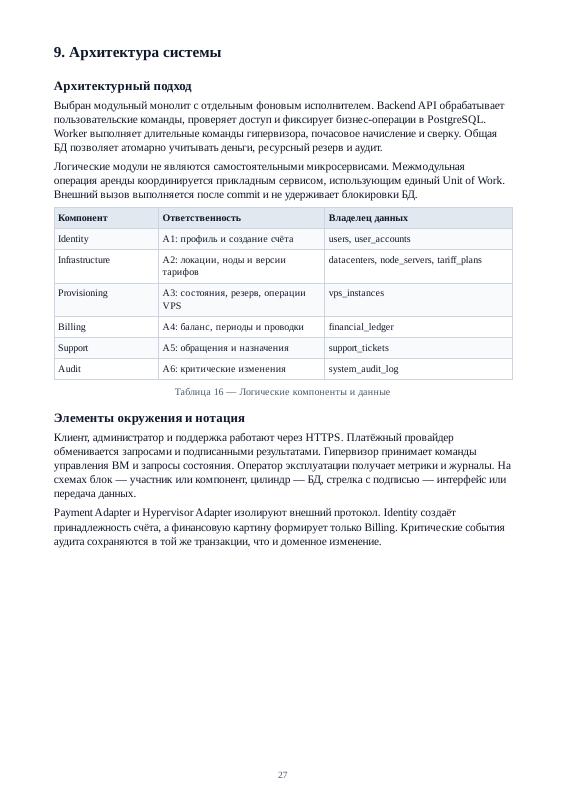 9. Архитектура системы
Архитектурный подход
Выбран модульный монолит с отдельным фоновым исполнителем. Backend API обрабатывает
пользовательские команды, проверяет доступ и фиксирует бизнес-операции в PostgreSQL.
Worker выполняет длительные команды гипервизора, почасовое начисление и сверку. Общая
БД позволяет атомарно учитывать деньги, ресурсный резерв и аудит.
Логические модули не являются самостоятельными микросервисами. Межмодульная
операция аренды координируется прикладным сервисом, использующим единый Unit of Work.
Внешний вызов выполняется после commit и не удерживает блокировки БД.
Компонент Ответственность Владелец данных
Identity A1: профиль и создание счёта users, user_accounts
Infrastructure A2: локации, ноды и версии datacenters, node_servers, tariff_plans
тарифов
Provisioning A3: состояния, резерв, операции vps_instances
VPS
Billing A4: баланс, периоды и проводки financial_ledger
Support A5: обращения и назначения support_tickets
Audit A6: критические изменения system_audit_log
Таблица 16 — Логические компоненты и данные
Элементы окружения и нотация
Клиент, администратор и поддержка работают через HTTPS. Платёжный провайдер
обменивается запросами и подписанными результатами. Гипервизор принимает команды
управления ВМ и запросы состояния. Оператор эксплуатации получает метрики и журналы. На
схемах блок — участник или компонент, цилиндр — БД, стрелка с подписью — интерфейс или
передача данных.
Payment Adapter и Hypervisor Adapter изолируют внешний протокол. Identity создаёт
принадлежность счёта, а финансовую картину формирует только Billing. Критические события
аудита сохраняются в той же транзакции, что и доменное изменение.
27